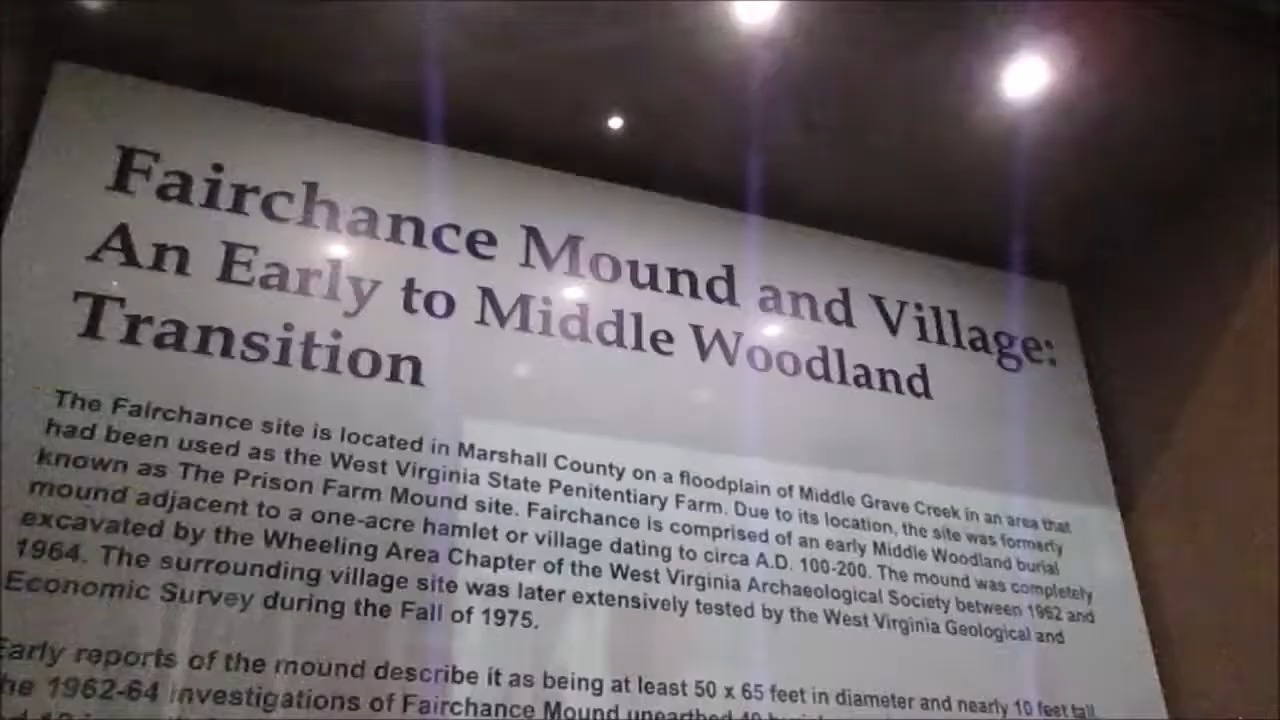 Fairchance Mound and Village:
An Early to Middle Woodland
Transition
The Fairchance site is located in Marshall County on a floodplain of Middle Grave Creek in an area that
had been used as the West Virginia State Penitentiary Farm. Due to its location, the site was formerly
known as The Prison Farm Mound site. Fairchance is comprised of an early Middle Woodland burial
mound adjacent to a one-acre hamlet or village dating to circa A.D. 100-200. The mound was completely
excavated by the Wheeling Area Chapter of the West Virginia Archaeological Society between 1962 and
1964. The surrounding village site was later extensively tested by the West Virginia Geological and
Economic Survey during the Fall of 1975.
Early reports of the mound describe it as being at least 50 x 65 feet in diameter and nearly 10 feet tall
he 1962-64 investigations of Fairchance Mound unearthed